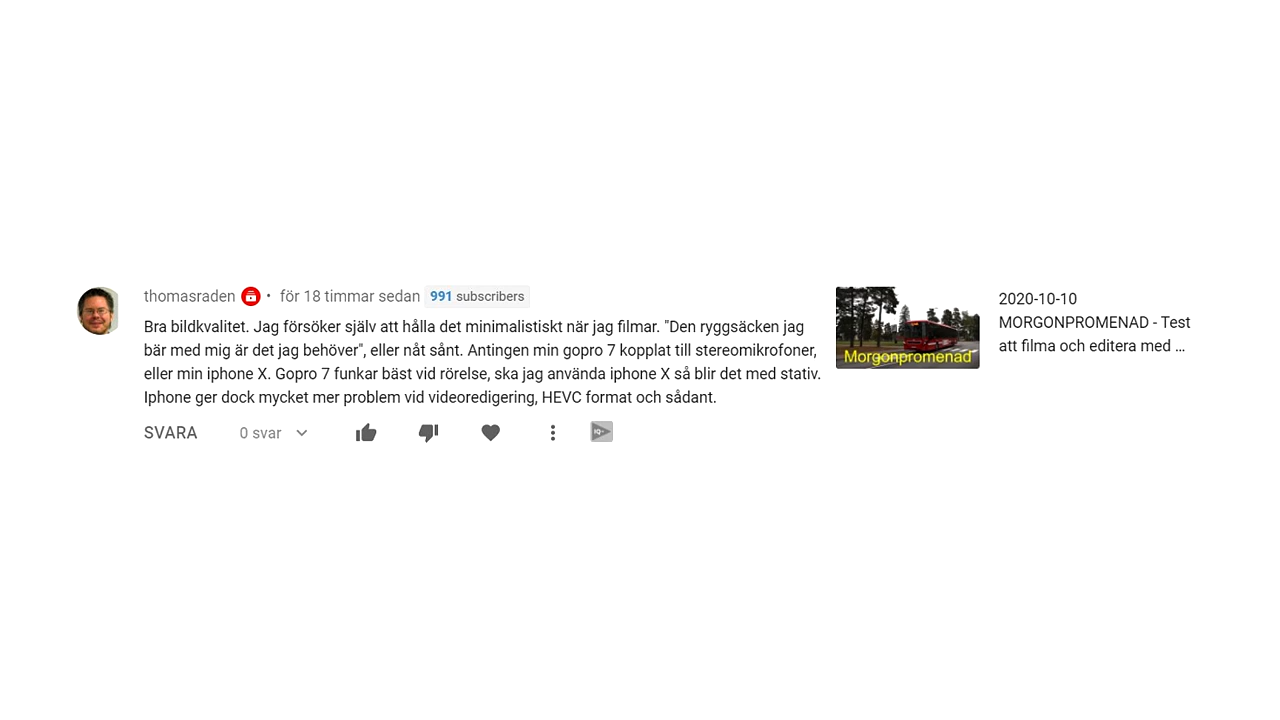 thomasraden • för 18 timmar sedan 991 subscribers
Bra bildkvalitet. Jag försöker själv att hålla det minimalistiskt när jag filmar. "Den ryggsäcken jag
bär med mig är det jag behöver", eller nåt sånt. Antingen min gopro 7 kopplat till stereomikrofoner,
eller min iphone X. Gopro 7 funkar bäst vid rörelse, ska jag använda iphone X så blir det med stativ.
Iphone ger dock mycket mer problem vid videoredigering, HEVC format och sådant.
SVARA 0 svar
IQ
Morgonpromenad
2020-10-10
MORGONPROMENAD - Test
att filma och editera med ...